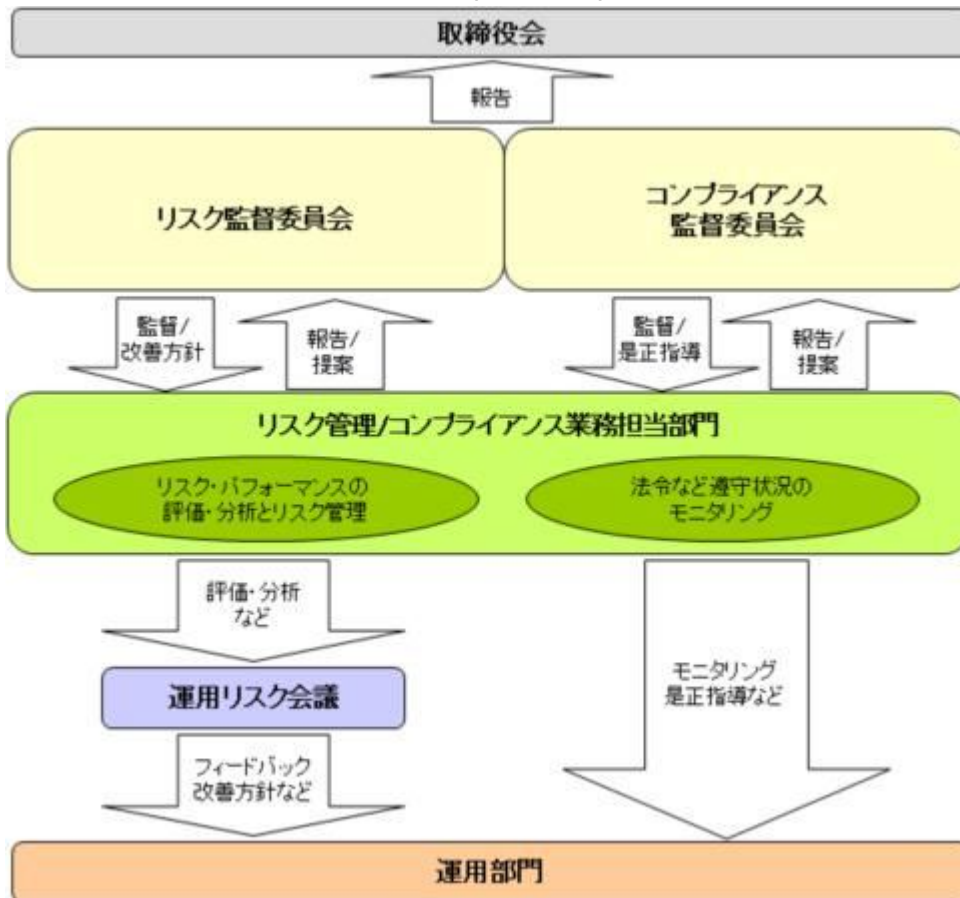 取締役会
報告
リスク監督委員会
コンプライアンス
監督委員会
監督/
改善方針
報告/
提案
監督/
是正指導
報告/
提案
リスク管理/コンプライアンス業務担当部門
リスク・パフォーマンスの
評価・分析とリスク管理
法令など遵守状況の
モニタリング
評価・分析
など
運用リスク会議
モニタリング
是正指導など
フィードバック
改善方針など
運用部門